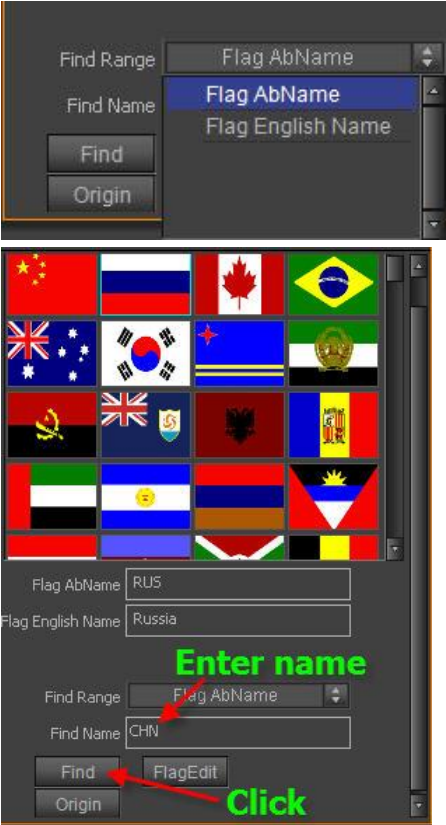 Find Range Flag AbName
Flag AbName
Find Name
Flag English Name
Find
Origin
Flag AbName RUS
Flag English Name Russia
Enter name
Find Range Flag AbName
Find Name CHN
Find FlagEdit
Origin Click